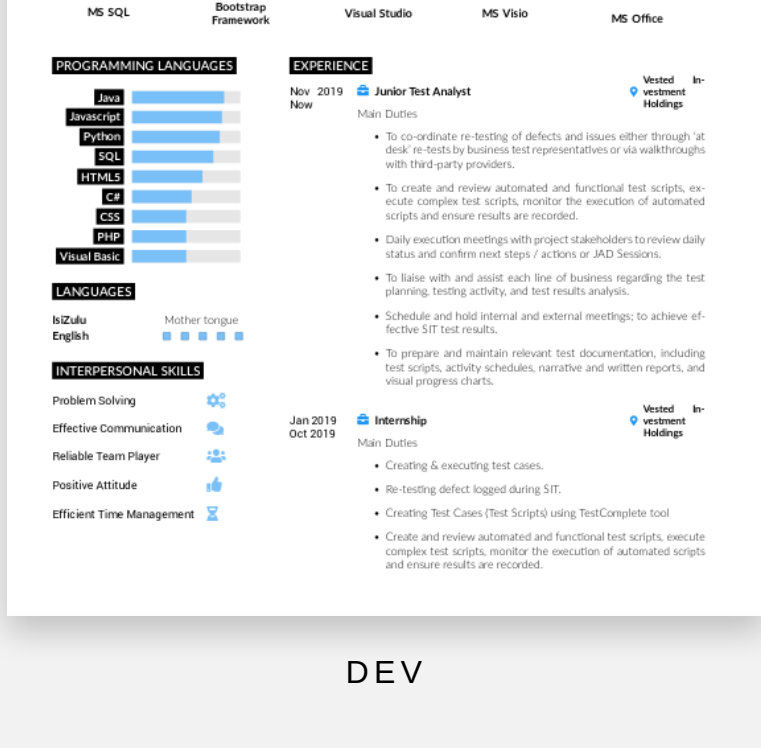 MS SQL
Bootstrap
Framework
Visual Studio
MS Visio
MS Office
PROGRAMMING LANGUAGES
Java
Javascript
Python
SQL
HTML5
C#
CSS
PHP
Visual Basic
LANGUAGES
IsiZulu Mother tongue
English
INTERPERSONAL SKILLS
Problem Solving
Effective Communication
Reliable Team Player
Positive Attitude
Efficient Time Management
EXPERIENCE
Nov 2019
Now
Junior Test Analyst
Vested In-
vestment
Holdings
Main Duties
• To co-ordinate re-testing of defects and issues either through 'at
desk' re-tests by business test representatives or via walkthroughs
with third-party providers.
• To create and review automated and functional test scripts, ex-
ecute complex test scripts, monitor the execution of automated
scripts and ensure results are recorded.
• Daily execution meetings with project stakeholders to review daily
status and confirm next steps / actions or JAD Sessions.
• To liaise with and assist each line of business regarding the test
planning, testing activity, and test results analysis.
• Schedule and hold internal and external meetings; to achieve ef-
fective SIT test results.
• To prepare and maintain relevant test documentation, including
test scripts, activity schedules, narrative and written reports, and
visual progress charts.
Jan 2019
Oct 2019
Internship
Vested In-
vestment
Holdings
Main Duties
• Creating & executing test cases.
• Re-testing defect logged during SIT.
• Creating Test Cases (Test Scripts) using TestComplete tool
• Create and review automated and functional test scripts, execute
complex test scripts, monitor the execution of automated scripts
and ensure results are recorded.
DEV